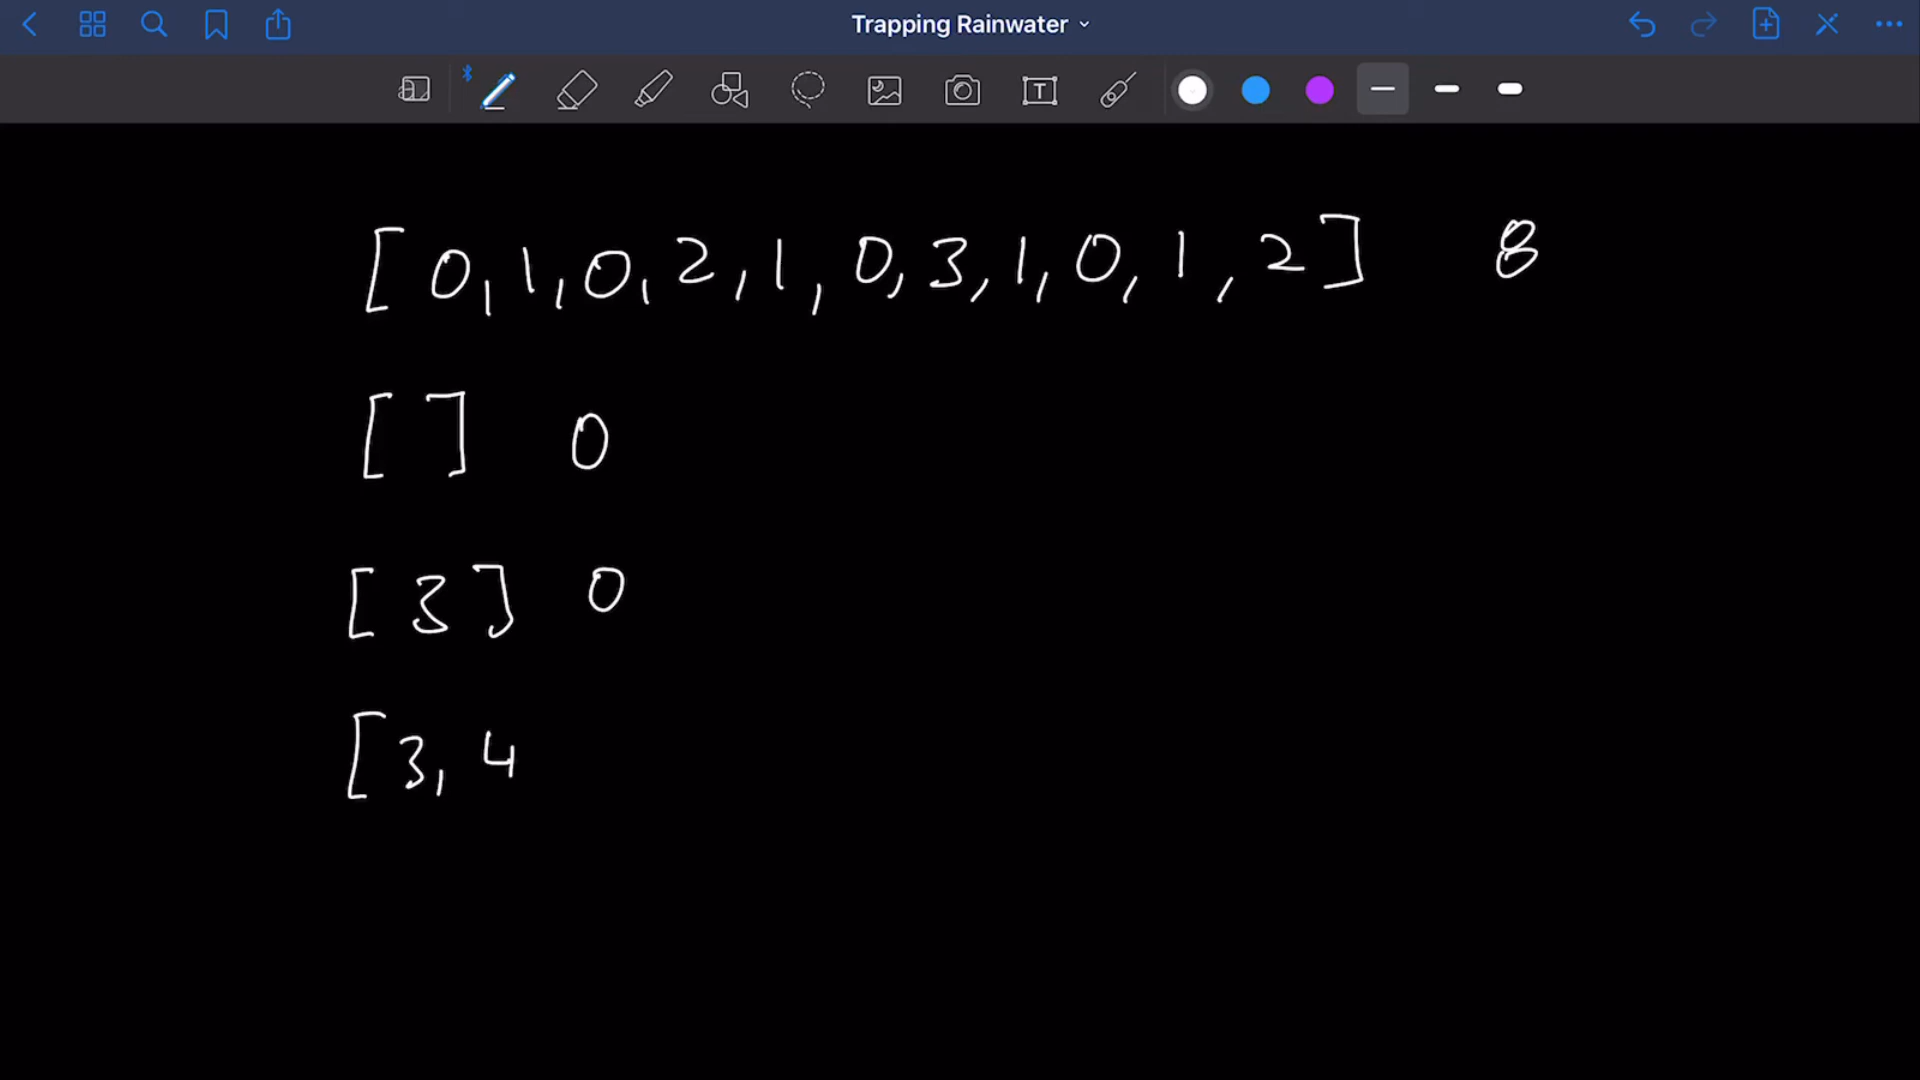 Trapping Rainwater
T
[0,1,0,2,1,0,3,1,0,1,2] 8
[] 0
[3] 0
[3, 4